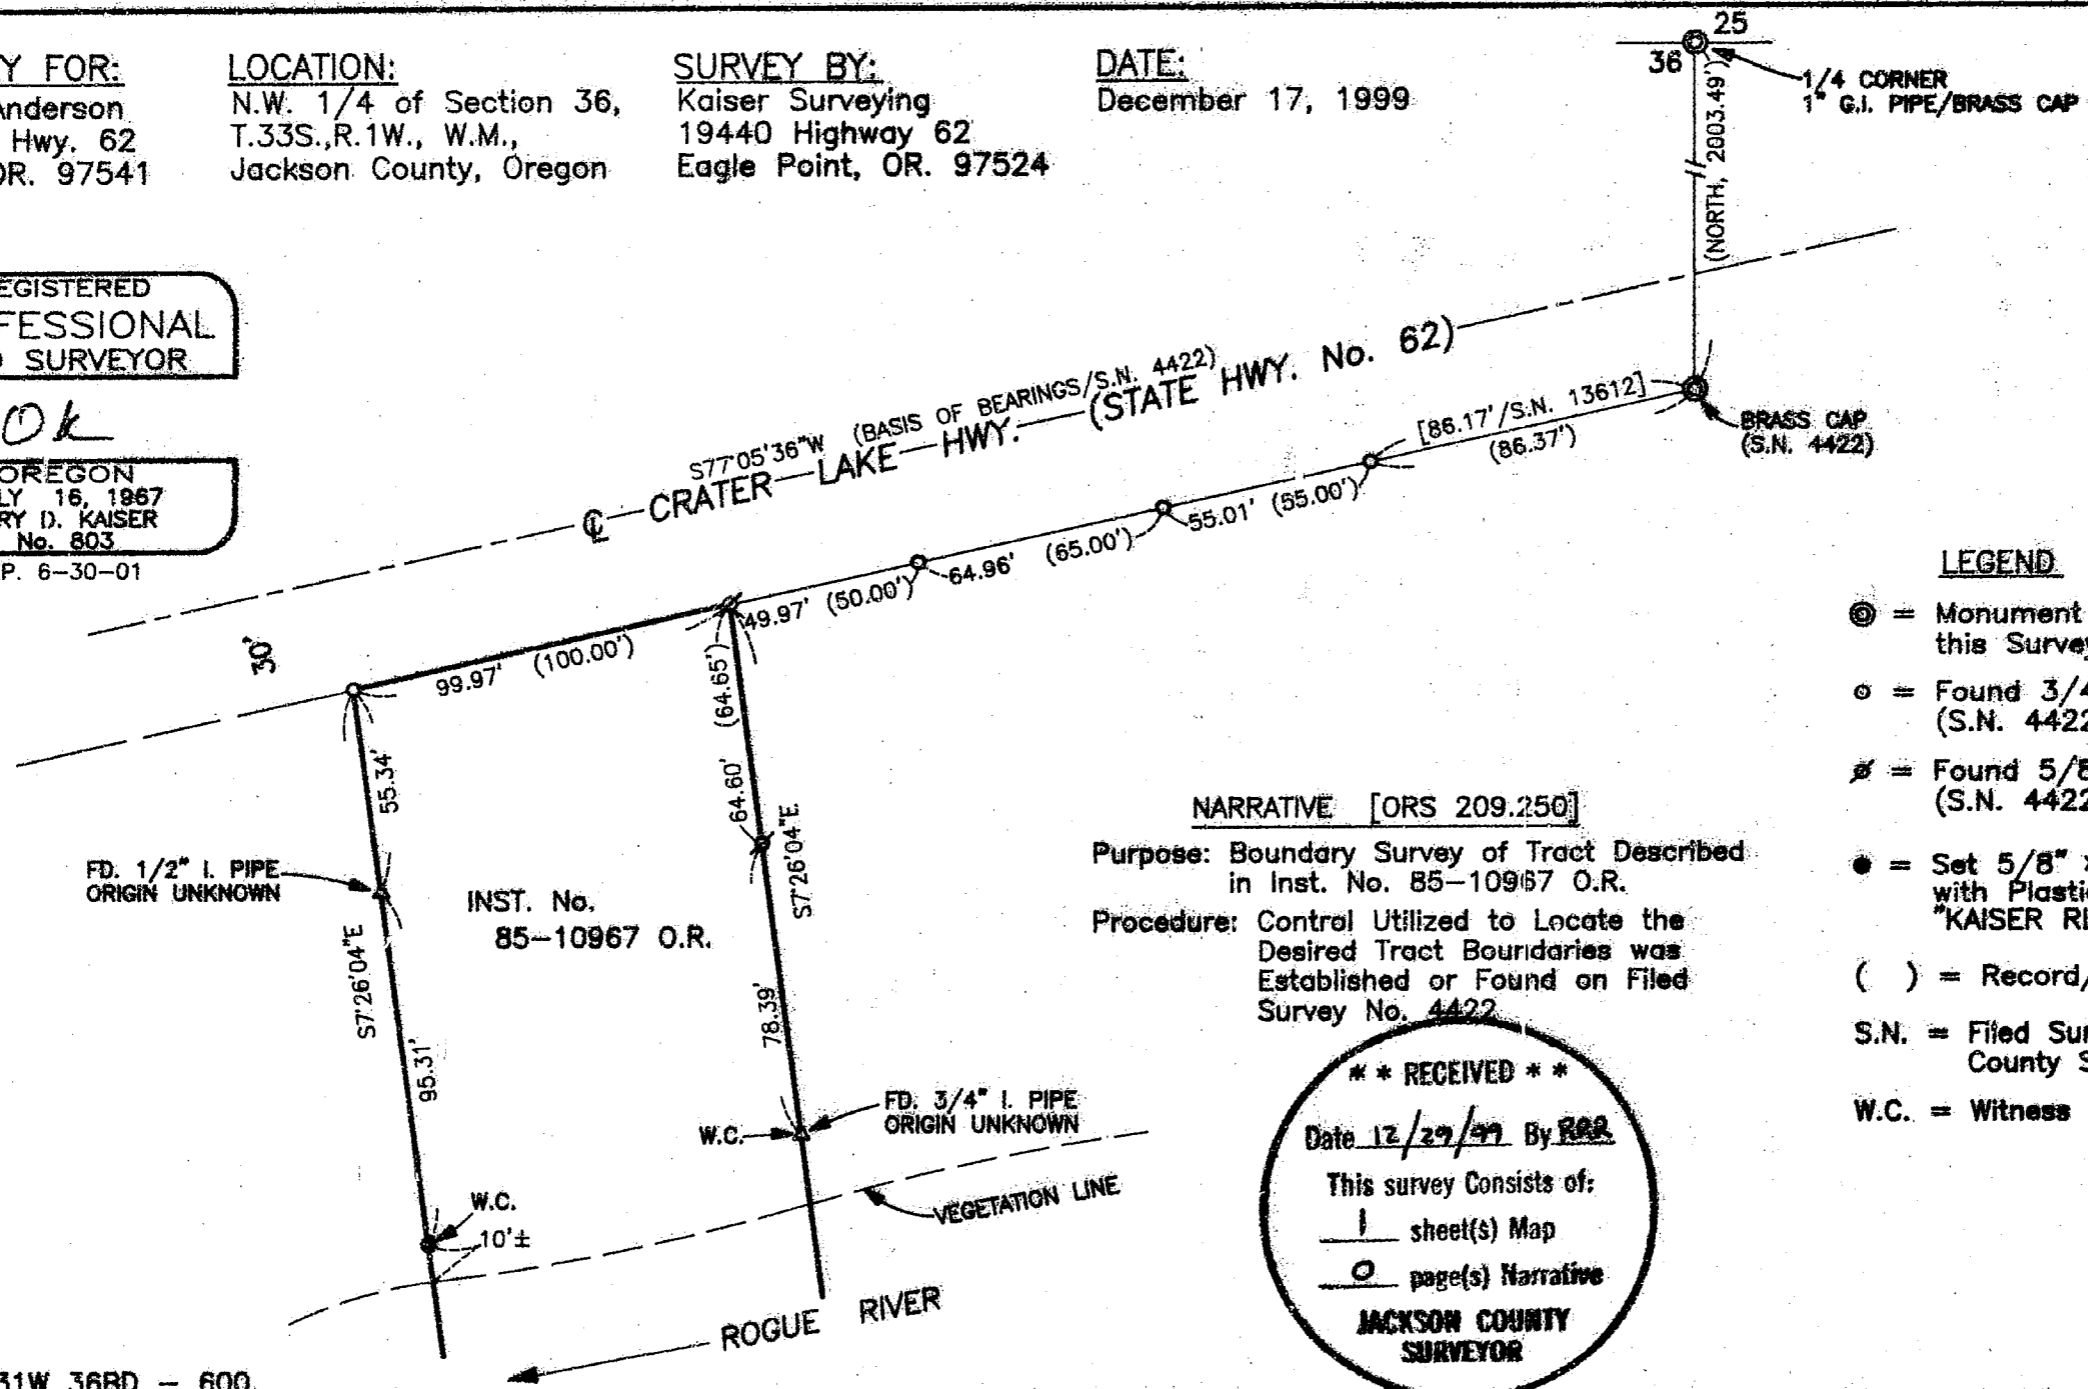 Y FOR:
Anderson
Hwy. 62
OR. 97541
LOCATION:
N.W. 1/4 of Section 36,
T.33S.,R.1W., W.M.,
Jackson County, Oregon
SURVEY BY:
Kaiser Surveying
19440 Highway 62
Eagle Point, OR. 97524
DATE:
December 17, 1999
25
36
1/4 CORNER
1" G.I. PIPE/BRASS CAP
(NORTH, 2003.49')
EGISTERED
FESSIONAL
D SURVEYOR
OK
OREGON
LY 16, 1967
RY D. KAISER
No. 803
P. 6-30-01
S77°05'36"W (BASIS OF BEARINGS/S.N. 4422)
℄ CRATER LAKE HWY. (STATE HWY. No. 62)
[86.17'/S.N. 13612]
(86.37')
BRASS CAP
(S.N. 4422)
55.01' (55.00')
64.96' (65.00')
49.97' (50.00')
99.97' (100.00')
30'
55.34'
(64.65')
64.60'
S7°26'04"E
FD. 1/2" I. PIPE
ORIGIN UNKNOWN
INST. No.
85-10967 O.R.
S7°26'04"E
95.31'
78.39'
FD. 3/4" I. PIPE
ORIGIN UNKNOWN
W.C.
W.C.
10'±
VEGETATION LINE
ROGUE RIVER
NARRATIVE [ORS 209.250]
Purpose: Boundary Survey of Tract Described
in Inst. No. 85-10967 O.R.
Procedure: Control Utilized to Locate the
Desired Tract Boundaries was
Established or Found on Filed
Survey No. 4422
* * RECEIVED * *
Date 12/29/99 By RRR
This survey Consists of:
1 sheet(s) Map
0 page(s) Narrative
JACKSON COUNTY
SURVEYOR
LEGEND
= Monument
this Survey
= Found 3/4
(S.N. 4422
= Found 5/8
(S.N. 4422
= Set 5/8" x
with Plastic
"KAISER R
( ) = Record/
S.N. = Filed Sur
County S
W.C. = Witness
31W 36BD - 600